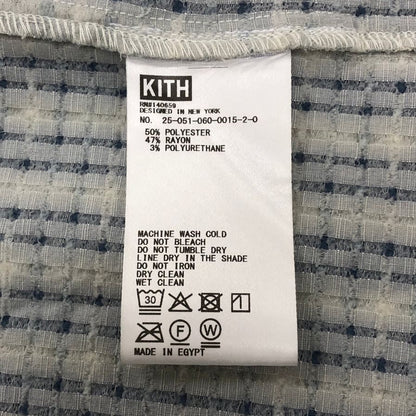 KITH
RN#140659
DESIGNED IN NEW YORK
NO. 25-051-060-0015-2-0
50% POLYESTER
47% RAYON
3% POLYURETHANE
MACHINE WASH COLD
DO NOT BLEACH
DO NOT TUMBLE DRY
LINE DRY IN THE SHADE
DO NOT IRON
DRY CLEAN
WET CLEAN
30
F W
MADE IN EGYPT